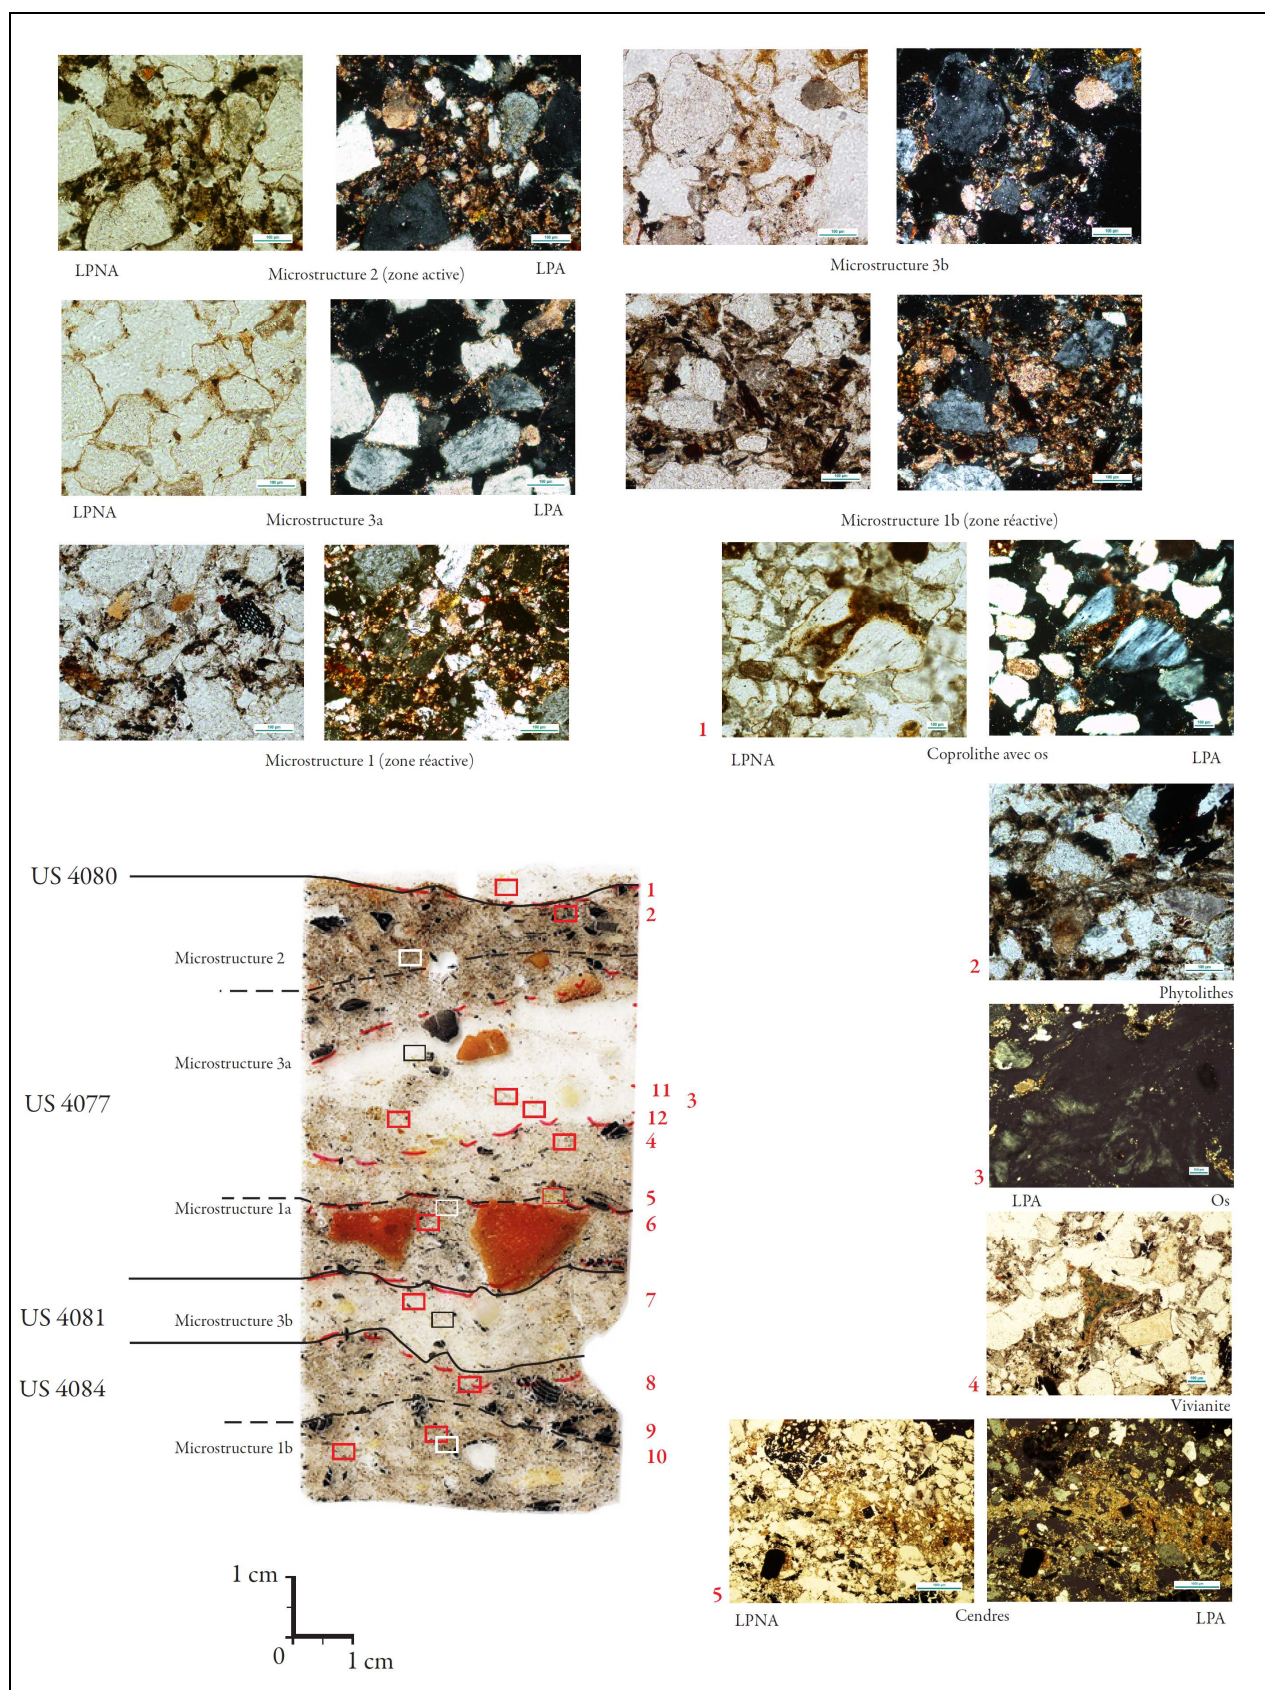 LPNA
Microstructure 2 (zone active)
LPA
Microstructure 3b
LPNA
Microstructure 3a
LPA
Microstructure 1b (zone réactive)
Microstructure 1 (zone réactive)
1
LPNA
Coprolithe avec os
LPA
2
Phytolithes
3
LPA
Os
4
Vivianite
5
LPNA
Cendres
LPA
US 4080
1
2
Microstructure 2
Microstructure 3a
US 4077
11
3
12
4
5
Microstructure 1a
6
7
US 4081
Microstructure 3b
US 4084
8
9
Microstructure 1b
10
1 cm
0
1 cm